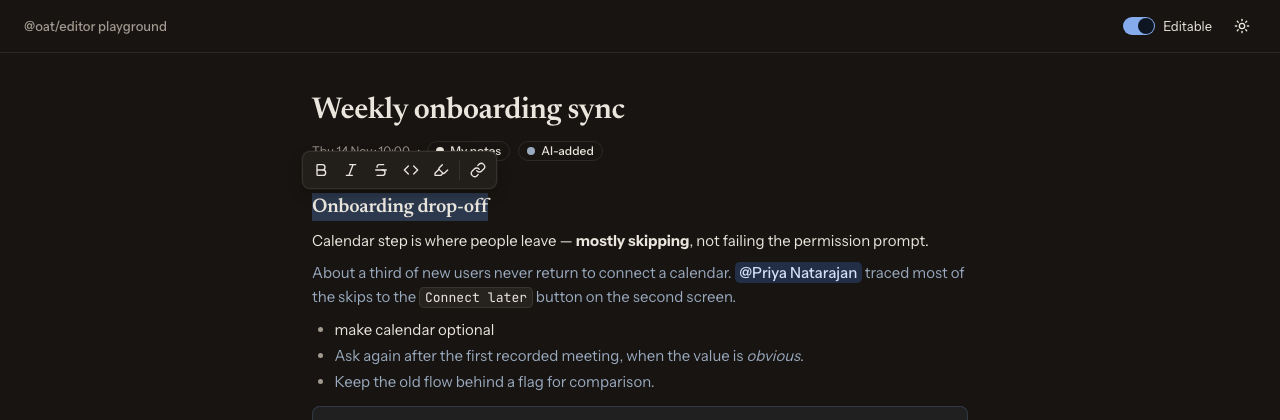 @oat/editor playground
Editable
Weekly onboarding sync
Thu 14 Nov · 10:00 · My notes AI-added
Onboarding drop-off
Calendar step is where people leave — mostly skipping, not failing the permission prompt.
About a third of new users never return to connect a calendar. @Priya Natarajan traced most of
the skips to the Connect later button on the second screen.
make calendar optional
Ask again after the first recorded meeting, when the value is obvious.
Keep the old flow behind a flag for comparison.